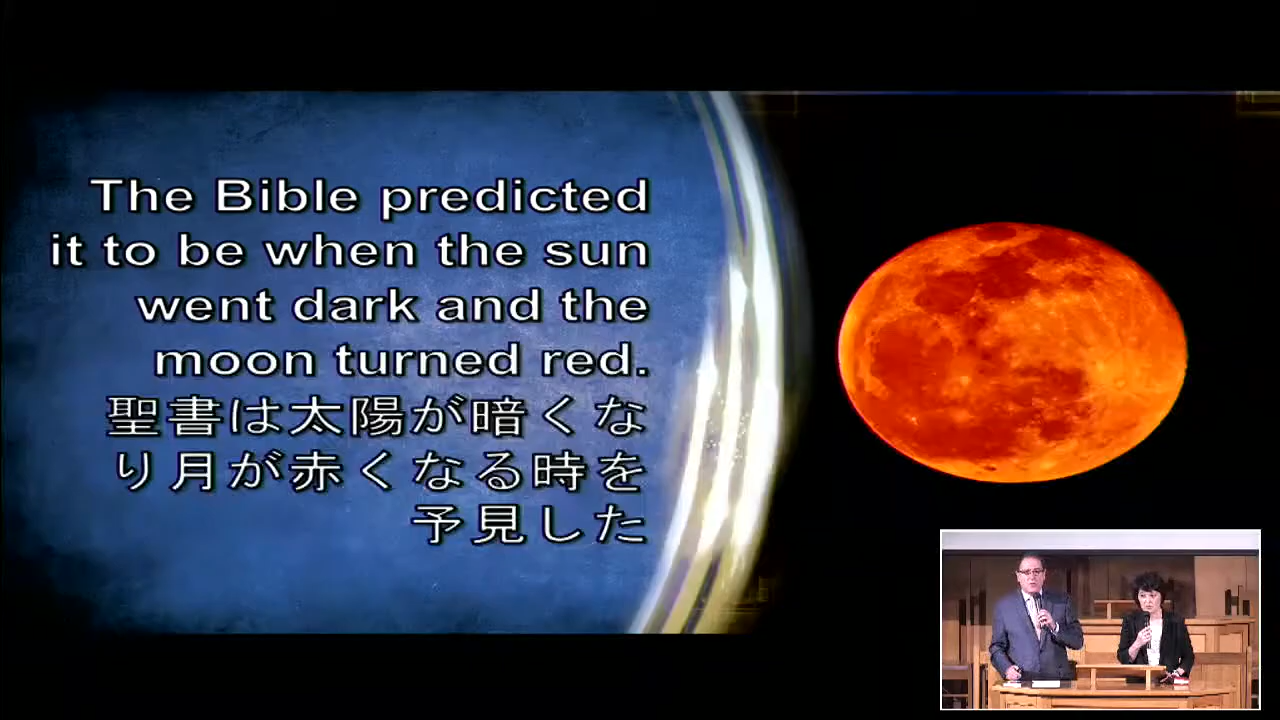 The Bible predicted
it to be when the sun
went dark and the
moon turned red.
聖書は太陽が暗くな
り月が赤くなる時を
予見した